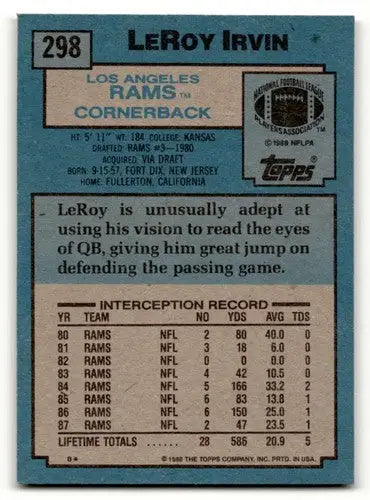 298
LEROY IRVIN
LOS ANGELES
RAMS TM
CORNERBACK
NATIONAL FOOTBALL LEAGUE
PLAYERS ASSOCIATION
TM
© 1988 NFLPA
Topps
HT: 5' 11" WT. 184 COLLEGE: KANSAS
DRAFTED: RAMS #3-1980
ACQUIRED: VIA DRAFT
BORN: 9-15-57, FORT DIX, NEW JERSEY
HOME: FULLERTON, CALIFORNIA
LeRoy is unusually adept at
using his vision to read the eyes
of QB, giving him great jump on
defending the passing game.
INTERCEPTION RECORD
YR TEAM NO YDS AVG TDS
80 RAMS NFL 2 80 40.0 0
81 RAMS NFL 3 18 6.0 0
82 RAMS NFL 0 0 0.0 0
83 RAMS NFL 4 42 10.5 0
84 RAMS NFL 5 166 33.2 2
85 RAMS NFL 6 83 13.8 1
86 RAMS NFL 6 150 25.0 1
87 RAMS NFL 2 47 23.5 1
LIFETIME TOTALS ...... 28 586 20.9 5
B* © 1988 THE TOPPS COMPANY, INC. PRTD. IN USA.